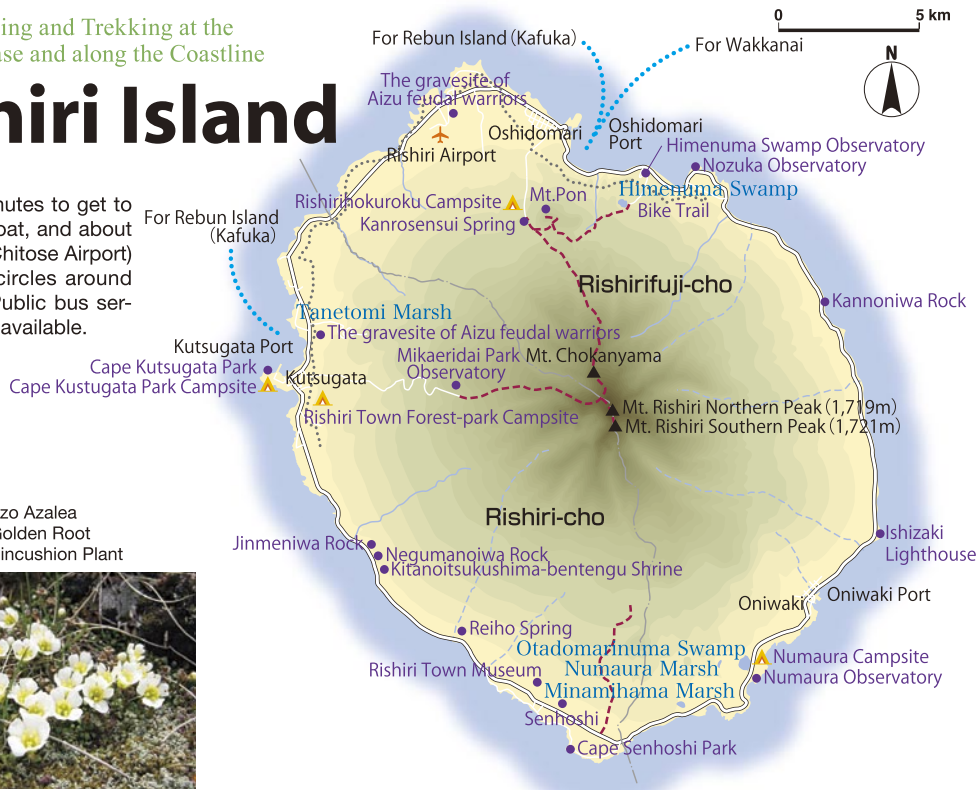 ing and Trekking at the
ase and along the Coastline
hiri Island
nutes to get to
oat, and about
Chitose Airport)
circles around
Public bus ser-
available.
0 5 km
N
For Rebun Island (Kafuka)
For Wakkanai
The gravesite of
Aizu feudal warriors
Oshidomari
Oshidomari
Port
Rishiri Airport
Himenuma Swamp Observatory
Nozuka Observatory
Himenuma Swamp
Rishirihokuroku Campsite
Mt.Pon
Bike Trail
Kanrosensui Spring
For Rebun Island
(Kafuka)
Rishirifuji-cho
Kannoniwa Rock
Tanetomi Marsh
The gravesite of Aizu feudal warriors
Kutsugata Port
Mikaeridai Park
Observatory
Mt. Chokanyama
Cape Kutsugata Park
Cape Kustugata Park Campsite
Kutsugata
Rishiri Town Forest-park Campsite
Mt. Rishiri Northern Peak (1,719m)
Mt. Rishiri Southern Peak (1,721m)
Rishiri-cho
zo Azalea
Golden Root
incushion Plant
Jinmeniwa Rock
Negumanoiwa Rock
Kitanoitsukushima-bentengu Shrine
Ishizaki
Lighthouse
Oniwaki
Oniwaki Port
Reiho Spring
Otadomarinuma Swamp
Numaura Marsh
Minamihama Marsh
Numaura Campsite
Numaura Observatory
Rishiri Town Museum
Senhoshi
Cape Senhoshi Park